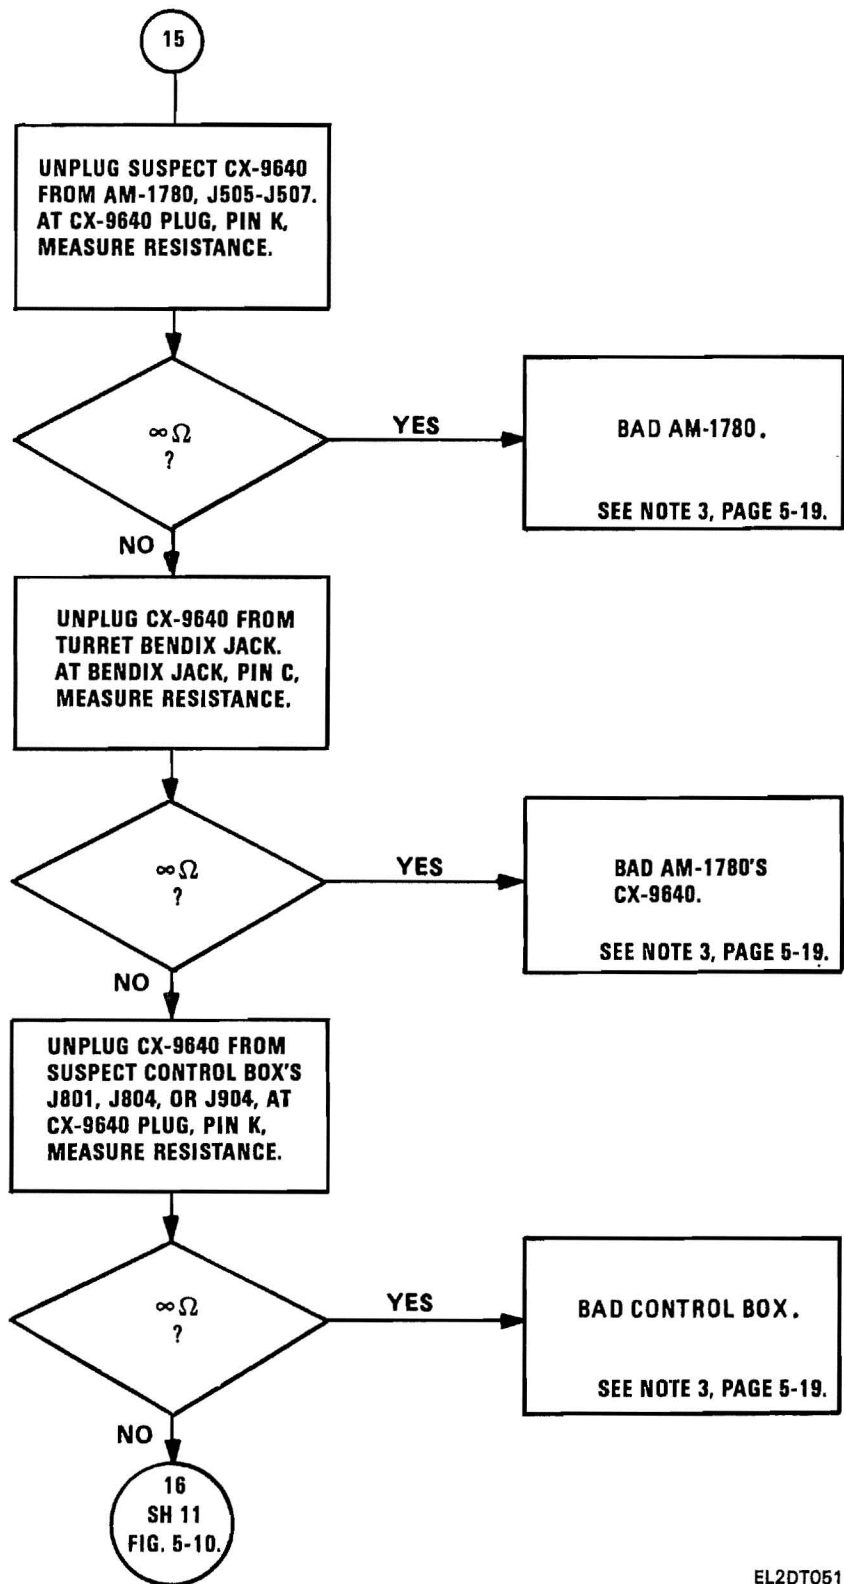 15
UNPLUG SUSPECT CX-9640
FROM AM-1780, J505-J507.
AT CX-9640 PLUG, PIN K,
MEASURE RESISTANCE.
∞ Ω
?
YES
BAD AM-1780.
SEE NOTE 3, PAGE 5-19.
NO
UNPLUG CX-9640 FROM
TURRET BENDIX JACK.
AT BENDIX JACK, PIN C,
MEASURE RESISTANCE.
∞ Ω
?
YES
BAD AM-1780'S
CX-9640.
SEE NOTE 3, PAGE 5-19.
NO
UNPLUG CX-9640 FROM
SUSPECT CONTROL BOX'S
J801, J804, OR J904, AT
CX-9640 PLUG, PIN K,
MEASURE RESISTANCE.
∞ Ω
?
YES
BAD CONTROL BOX.
SEE NOTE 3, PAGE 5-19.
NO
16
SH 11
FIG. 5-10.
EL2DT051